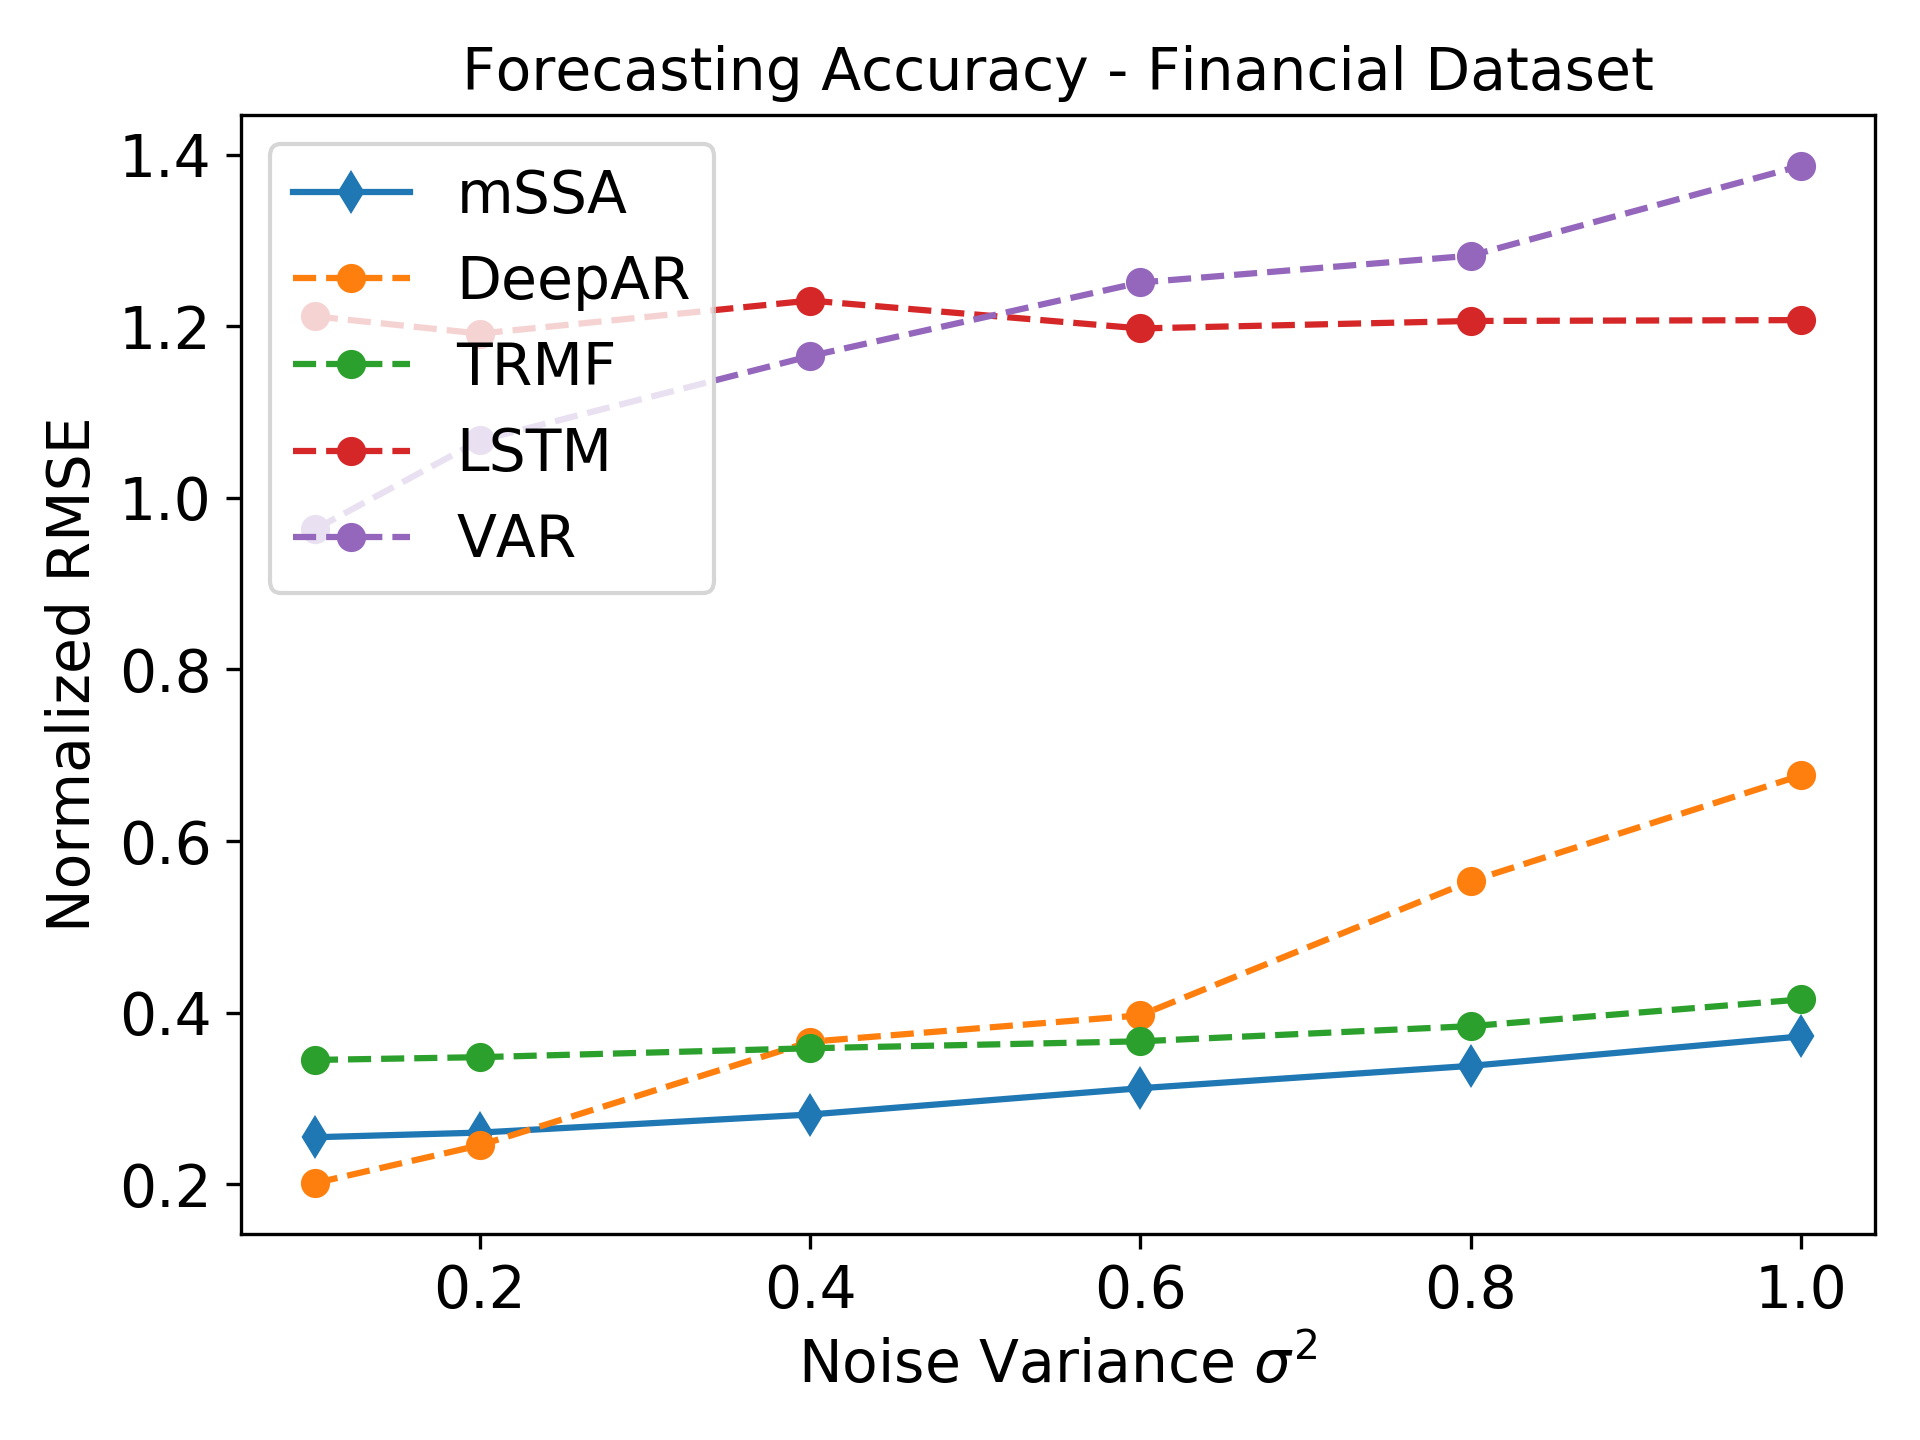 Forecasting Accuracy - Financial Dataset
1.4
1.2
1.0
0.8
0.6
0.4
0.2
Normalized RMSE
mSSA
DeepAR
TRMF
LSTM
VAR
0.2 0.4 0.6 0.8 1.0
Noise Variance σ²